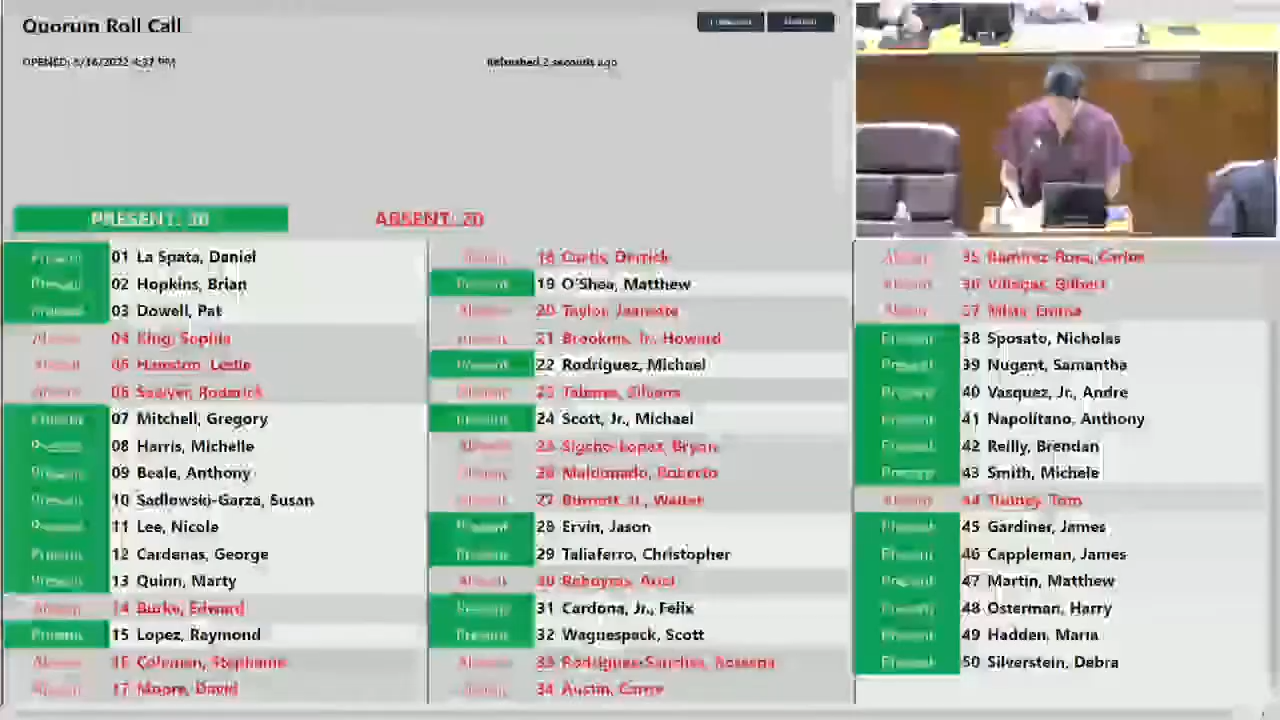 Quorum Roll Call
OPENED: 5/16/2022 4:37 PM
Refreshed 2 seconds ago
PRESENT: 30
ABSENT: 20
Present 01 La Spata, Daniel
Present 02 Hopkins, Brian
Present 03 Dowell, Pat
Absent 04 King, Sophia
Absent 05 Hairston, Leslie
Absent 06 Sawyer, Roderick
Present 07 Mitchell, Gregory
Present 08 Harris, Michelle
Present 09 Beale, Anthony
Present 10 Sadlowski-Garza, Susan
Present 11 Lee, Nicole
Present 12 Cardenas, George
Present 13 Quinn, Marty
Absent 14 Burke, Edward
Present 15 Lopez, Raymond
Absent 16 Coleman, Stephanie
Absent 17 Moore, David
Absent 18 Curtis, Derrick
Present 19 O'Shea, Matthew
Absent 20 Taylor, Jeanette
Absent 21 Brookins, Jr., Howard
Present 22 Rodriguez, Michael
Absent 23 Tabares, Silvana
Present 24 Scott, Jr., Michael
Absent 25 Sigcho-Lopez, Bryan
Absent 26 Maldonado, Roberto
Absent 27 Burnett, Jr., Walter
Present 28 Ervin, Jason
Present 29 Taliaferro, Christopher
Absent 30 Reboyras, Ariel
Present 31 Cardona, Jr., Felix
Present 32 Waguespack, Scott
Absent 33 Rodriguez-Sanchez, Rossana
Absent 34 Austin, Carrie
Absent 35 Ramirez-Rosa, Carlos
Absent 36 Villegas, Gilbert
Absent 37 Mitts, Emma
Present 38 Sposato, Nicholas
Present 39 Nugent, Samantha
Present 40 Vasquez, Jr., Andre
Present 41 Napolitano, Anthony
Present 42 Reilly, Brendan
Present 43 Smith, Michele
Absent 44 Tunney, Tom
Present 45 Gardiner, James
Present 46 Cappleman, James
Present 47 Martin, Matthew
Present 48 Osterman, Harry
Present 49 Hadden, Maria
Present 50 Silverstein, Debra